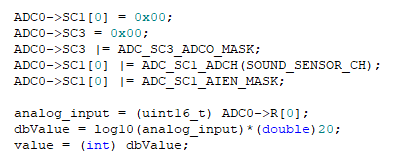 ADC0->SC1[0] = 0x00;
ADC0->SC3 = 0x00;
ADC0->SC3 |= ADC_SC3_ADCO_MASK;
ADC0->SC1[0] |= ADC_SC1_ADCH(SOUND_SENSOR_CH);
ADC0->SC1[0] |= ADC_SC1_AIEN_MASK;
analog_input = (uint16_t) ADC0->R[0];
dbValue = log10(analog_input)*(double)20;
value = (int) dbValue;